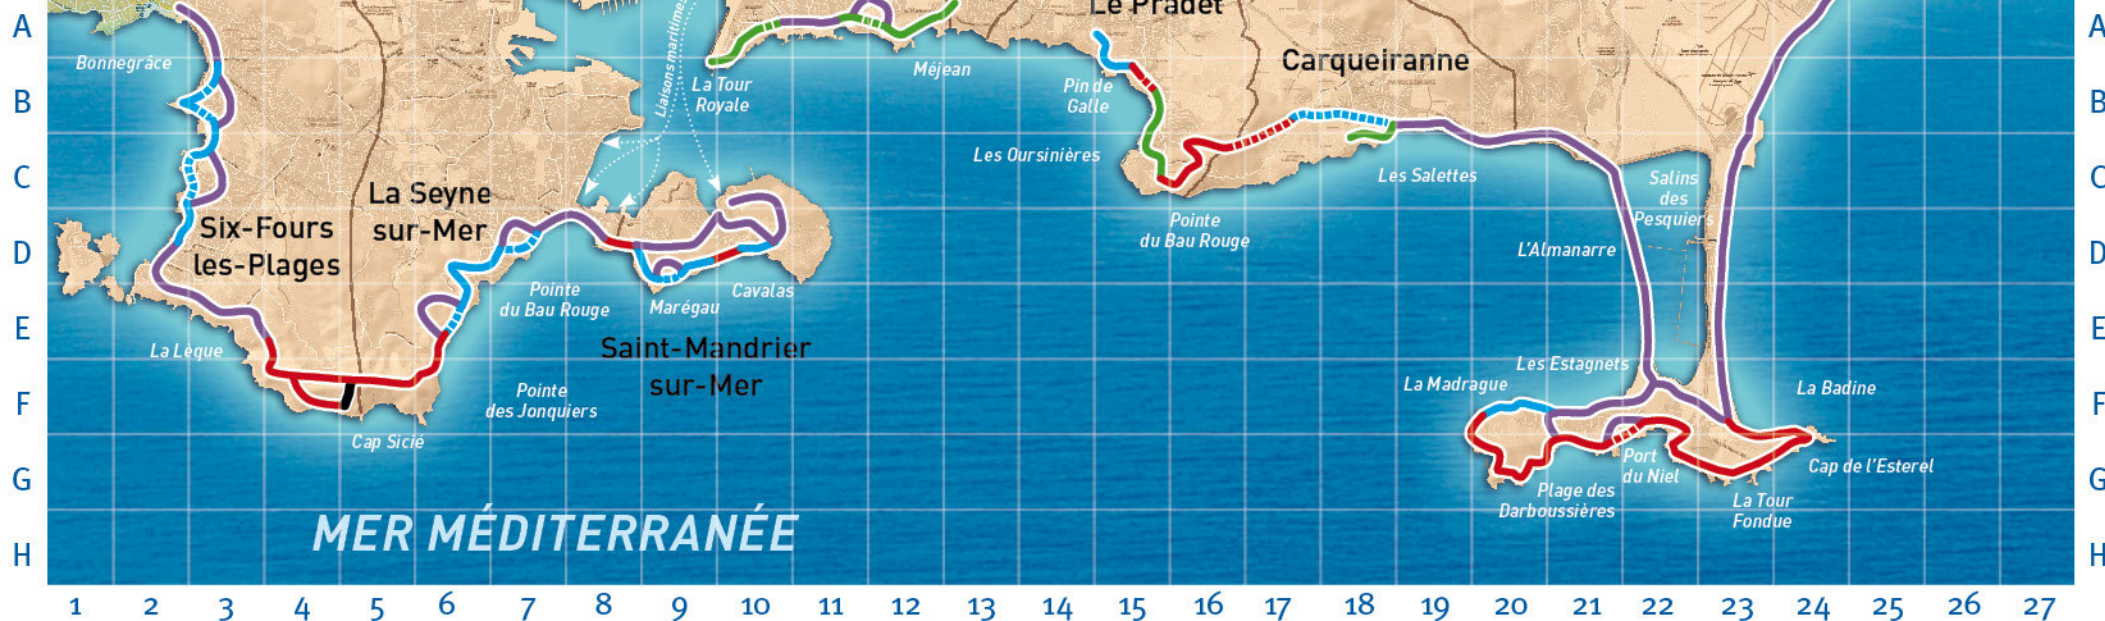 A
Le Pradet
A
Bonnegrâce
Liaisons maritimes
La Tour
Royale
Méjean
Pin de
Galle
Carqueiranne
B
B
Les Oursinières
Les Salettes
Salins
des
Pesquiers
C
C
La Seyne
sur-Mer
Six-Fours
les-Plages
Pointe
du Bau Rouge
L'Almanarre
D
D
Pointe
du Bau Rouge
Marégau
Cavalas
E
E
La Lèque
Saint-Mandrier
sur-Mer
Les Estagnets
La Madrague
La Badine
Pointe
des Jonquiers
F
F
Cap Sicié
Port
du Niel
Cap de l'Esterel
G
G
Plage des
Darboussières
La Tour
Fondue
MER MÉDITERRANÉE
H
H
1 2 3 4 5 6 7 8 9 10 11 12 13 14 15 16 17 18 19 20 21 22 23 24 25 26 27